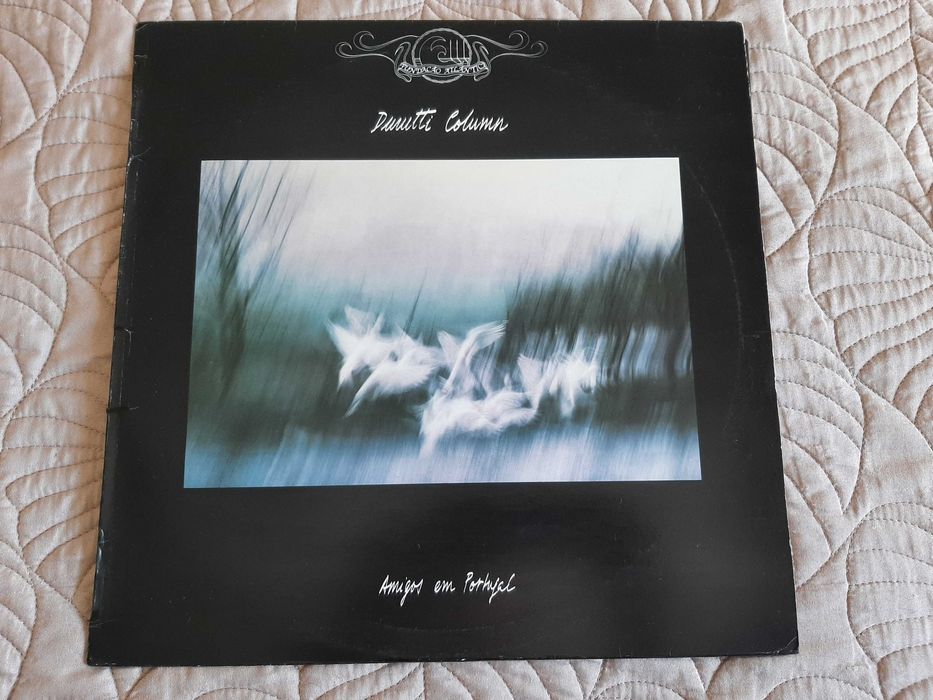 FUNDAÇÃO ATLÂNTICA
Durutti Column
Amigos em Portugal